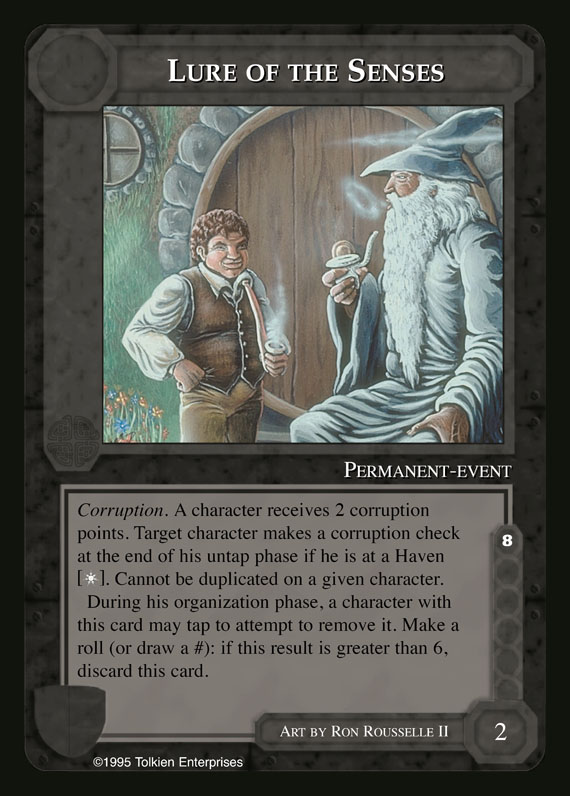 LURE OF THE SENSES
PERMANENT-EVENT
Corruption. A character receives 2 corruption
points. Target character makes a corruption check
at the end of his untap phase if he is at a Haven
[☀]. Cannot be duplicated on a given character.
During his organization phase, a character with
this card may tap to attempt to remove it. Make a
roll (or draw a #): if this result is greater than 6,
discard this card.
8
ART BY RON ROUSSELLE II
2
©1995 Tolkien Enterprises